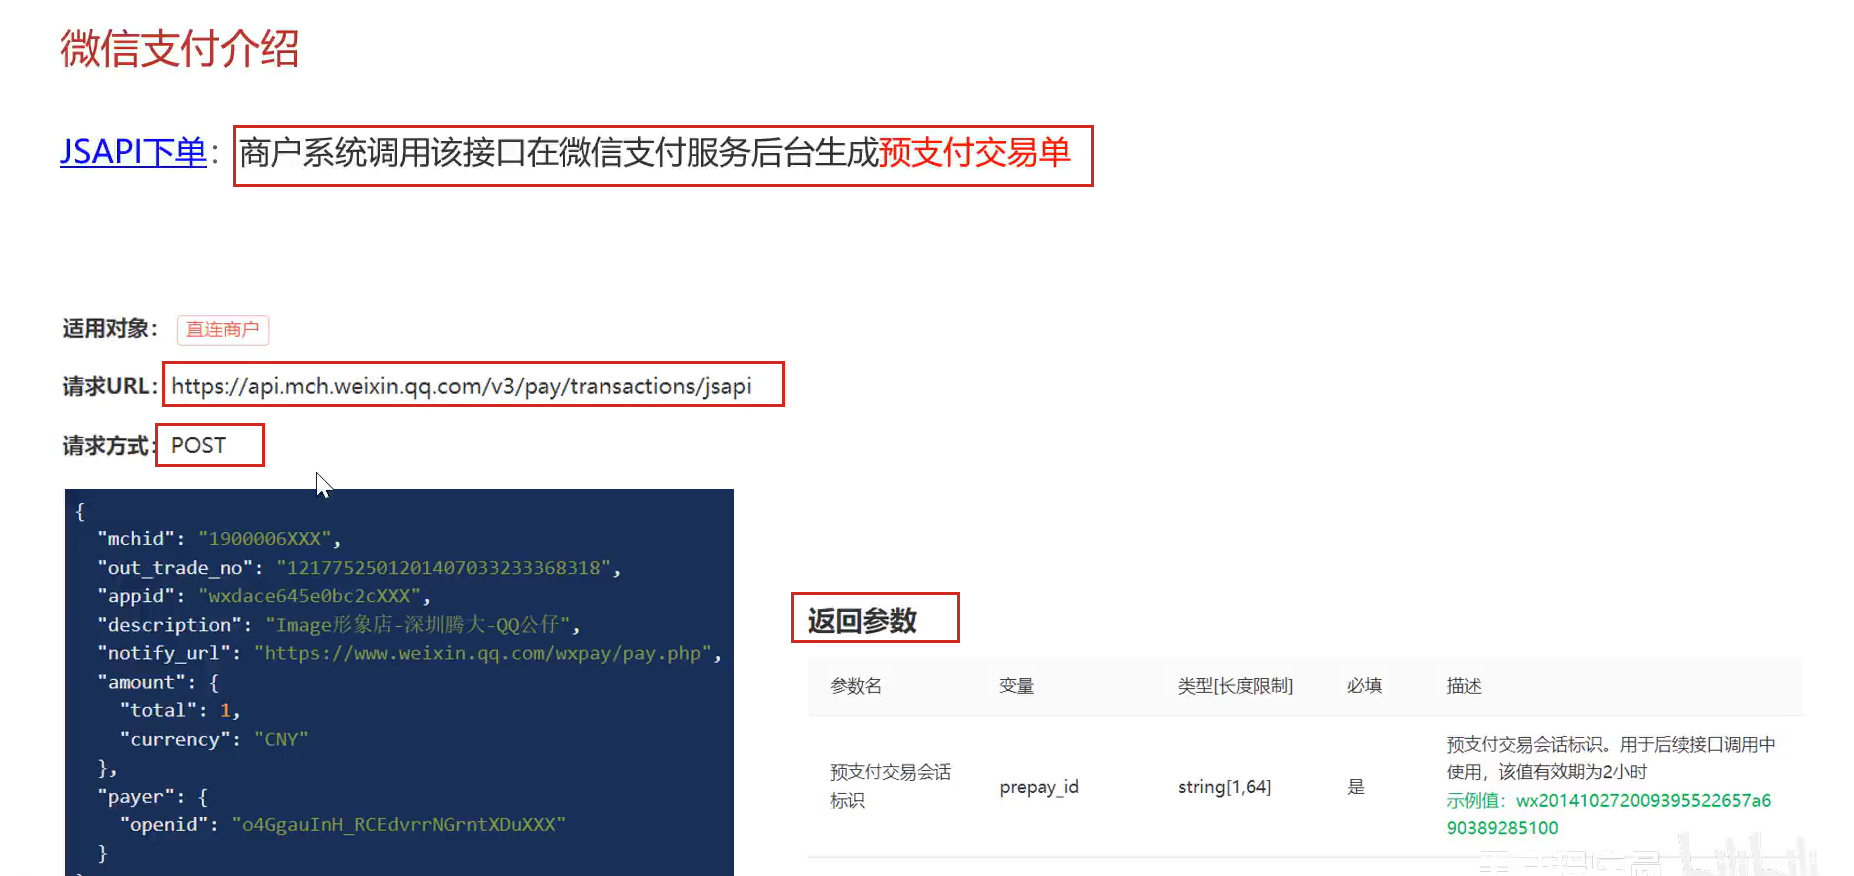 微信支付介绍
JSAPI下单：商户系统调用该接口在微信支付服务后台生成预支付交易单
适用对象： 直连商户
请求URL：https://api.mch.weixin.qq.com/v3/pay/transactions/jsapi
请求方式：POST
{
"mchid": "1900006XXX",
"out_trade_no": "1217752501201407033233368318",
"appid": "wxdace645e0bc2cXXX",
"description": "Image形象店-深圳腾大-QQ公仔",
"notify_url": "https://www.weixin.qq.com/wxpay/pay.php",
"amount": {
"total": 1,
"currency": "CNY"
},
"payer": {
"openid": "o4GgauInH_RCEdvrrNGrntXDuXXX"
}
返回参数
参数名 变量 类型[长度限制] 必填 描述
预支付交易会话标识。用于后续接口调用中
使用，该值有效期为2小时
预支付交易会话
标识 prepay_id string[1,64] 是
示例值：wx201410272009395522657a6
90389285100